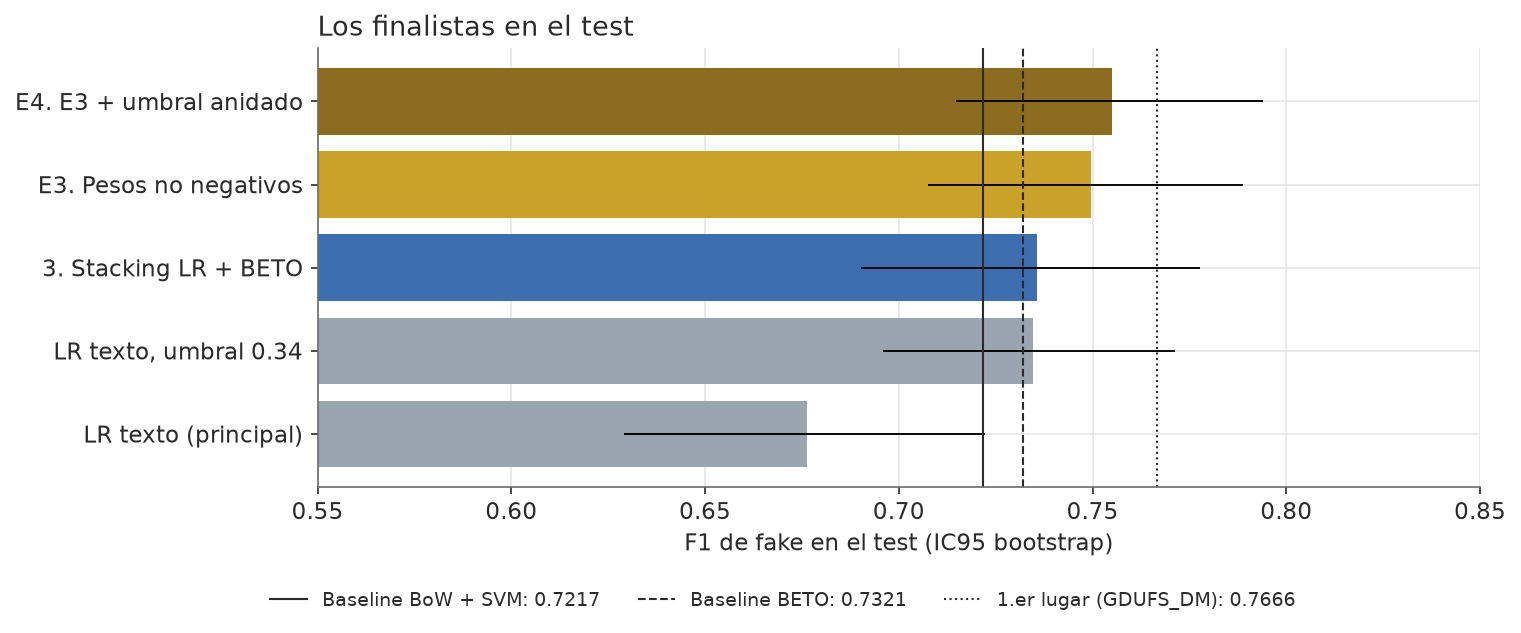 Los finalistas en el test
E4. E3 + umbral anidado
E3. Pesos no negativos
3. Stacking LR + BETO
LR texto, umbral 0.34
LR texto (principal)
0.55 0.60 0.65 0.70 0.75 0.80 0.85
F1 de fake en el test (IC95 bootstrap)
Baseline BoW + SVM: 0.7217 Baseline BETO: 0.7321 1.er lugar (GDUFS_DM): 0.7666